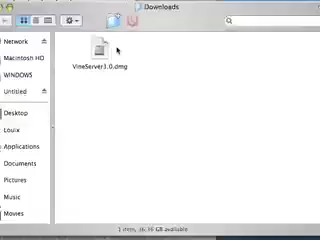 Downloads
Network
Macintosh HD
WINDOWS
Untitled
VineServer3.0.dmg
Desktop
Louix
Applications
Documents
Pictures
Music
Movies
1 item, 36.36 GB available